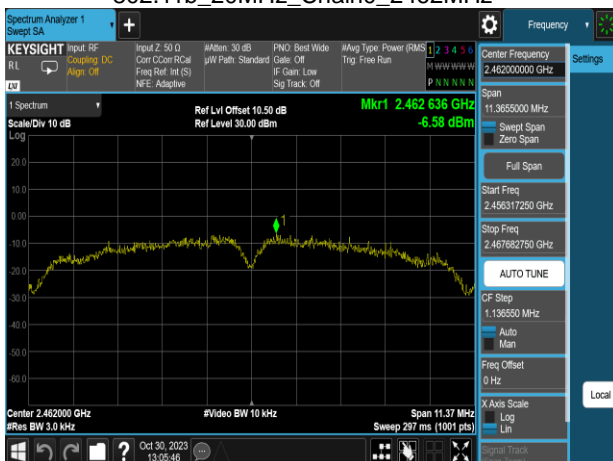 Spectrum Analyzer 1
Swept SA
+
Frequency
KEYSIGHT
RL
LXI
Input: RF
Coupling: DC
Align: Off
Input Z: 50 Ω
Corr CCorr RCal
Freq Ref: Int (S)
NFE: Adaptive
#Atten: 30 dB
µW Path: Standard
PNO: Best Wide
Gate: Off
IF Gain: Low
Sig Track: Off
#Avg Type: Power (RMS
Trig: Free Run
1 2 3 4 5 6
M W W W W W
P N N N N N
1 Spectrum
Scale/Div 10 dB
Log
Ref Lvl Offset 10.50 dB
Ref Level 30.00 dBm
Mkr1 2.462 636 GHz
-6.58 dBm
20.0
10.0
0.00
-10.0
-20.0
-30.0
-40.0
-50.0
-60.0
1
Center 2.462000 GHz
#Res BW 3.0 kHz
#Video BW 10 kHz
Span 11.37 MHz
Sweep 297 ms (1001 pts)
Oct 30, 2023
13:05:46
?
Center Frequency
2.462000000 GHz
Span
11.3655000 MHz
Swept Span
Zero Span
Full Span
Start Freq
2.456317250 GHz
Stop Freq
2.467682750 GHz
AUTO TUNE
CF Step
1.136550 MHz
Auto
Man
Freq Offset
0 Hz
X Axis Scale
Log
Lin
Signal Track
Settings
Local